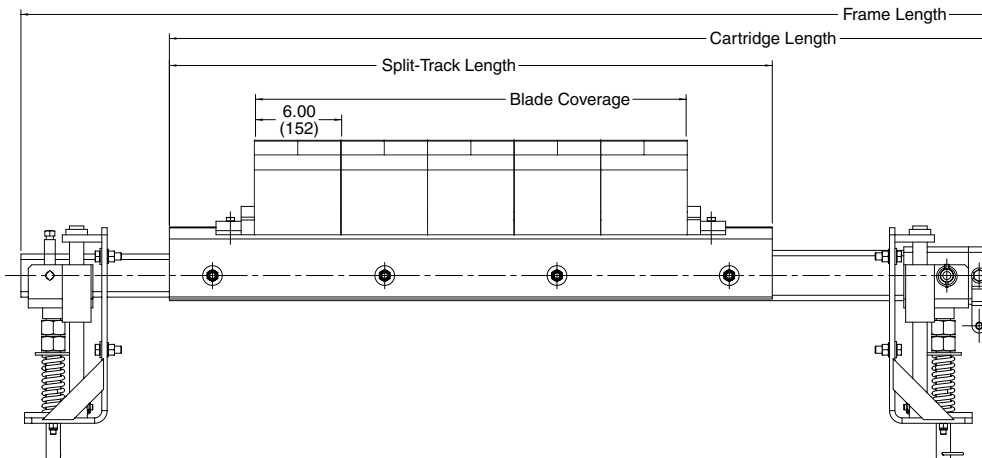 Frame Length
Cartridge Length
Split-Track Length
Blade Coverage
6.00
(152)